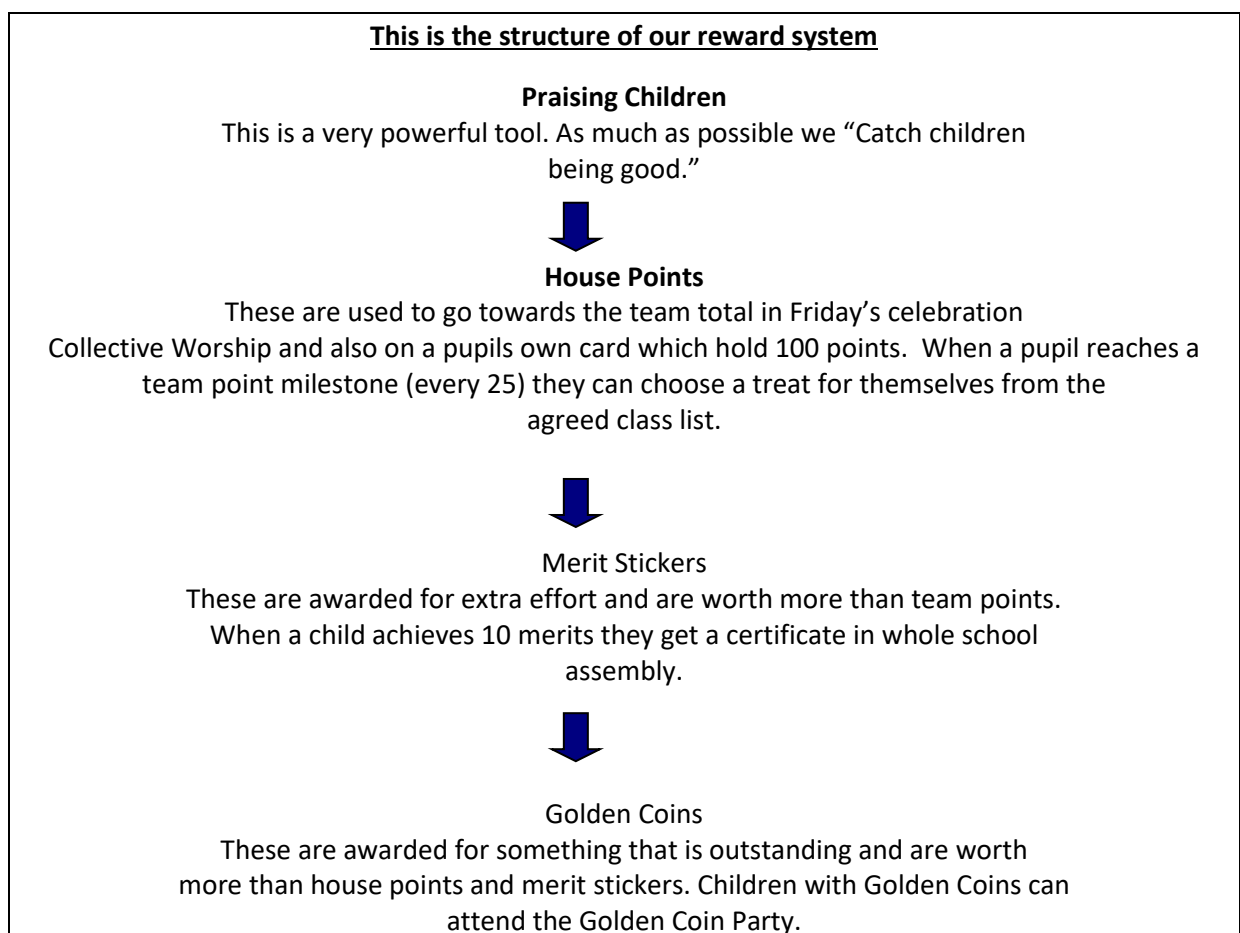 This is the structure of our reward system
Praising Children
This is a very powerful tool. As much as possible we “Catch children
being good.”
House Points
These are used to go towards the team total in Friday’s celebration
Collective Worship and also on a pupils own card which hold 100 points.  When a pupil reaches a
team point milestone (every 25) they can choose a treat for themselves from the
agreed class list.
Merit Stickers
These are awarded for extra effort and are worth more than team points.
When a child achieves 10 merits they get a certificate in whole school
assembly.
Golden Coins
These are awarded for something that is outstanding and are worth
more than house points and merit stickers. Children with Golden Coins can
attend the Golden Coin Party.